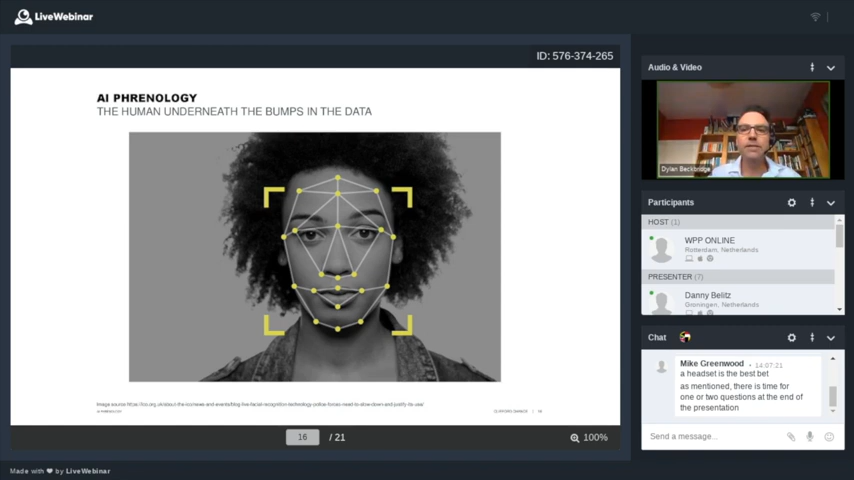 LiveWebinar
ID: 576-374-265
AI PHRENOLOGY
THE HUMAN UNDERNEATH THE BUMPS IN THE DATA
16 / 21
100%
Audio & Video
Dylan Beckbridge
Participants
HOST (1)
WPP ONLINE
Rotterdam, Netherlands
PRESENTER (7)
Danny Belitz
Groningen, Netherlands
Chat
Mike Greenwood • 14:07:21
a headset is the best bet
as mentioned, there is time for
one or two questions at the end of
the presentation
Send a message...
Made with ❤ by LiveWebinar